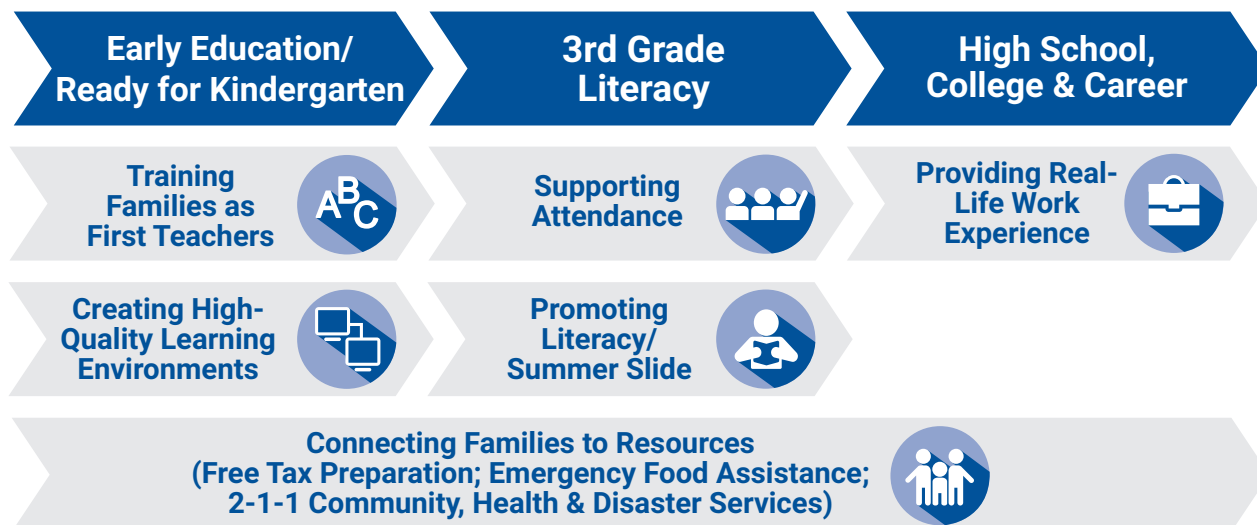 Early Education/
Ready for Kindergarten
3rd Grade
Literacy
High School,
College & Career
Training
Families as
First Teachers
ABC
Supporting
Attendance
Providing Real-
Life Work
Experience
Creating High-
Quality Learning
Environments
Promoting
Literacy/
Summer Slide
Connecting Families to Resources
(Free Tax Preparation; Emergency Food Assistance;
2-1-1 Community, Health & Disaster Services)